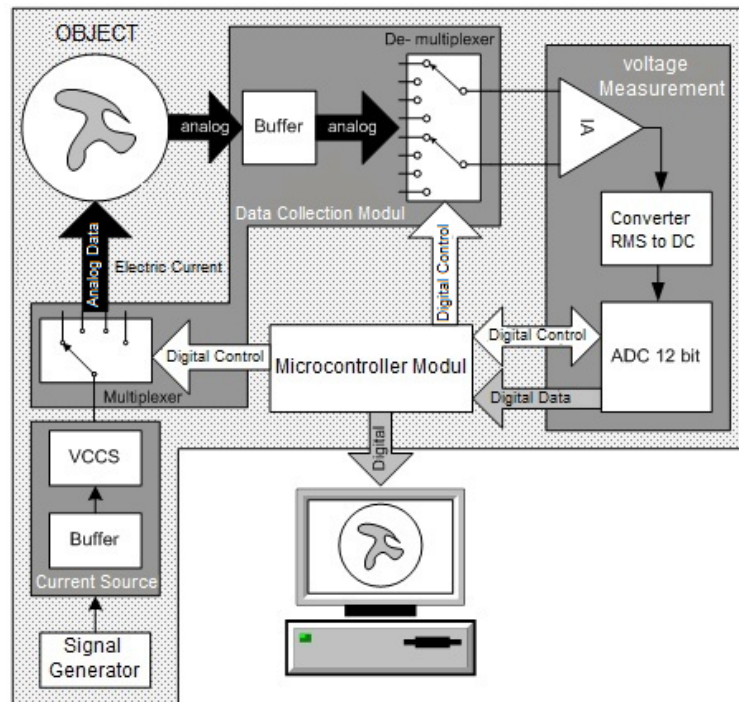 OBJECT
De- multiplexer
voltage
Measurement
analog
Buffer
analog
IA
Data Collection Modul
Converter
RMS to DC
Analog Data
Electric Current
Digital Control
Digital Control
Microcontroller Modul
Digital Control
ADC 12 bit
Digital Data
Multiplexer
Digital
VCCS
Buffer
Current Source
Signal
Generator